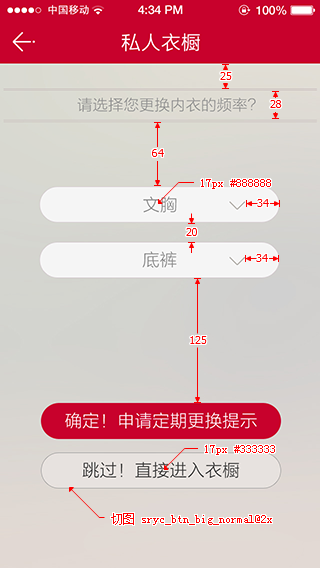 中国移动 4:34 PM 100%
私人衣橱
25
请选择您更换内衣的频率?
28
64
17px #888888
文胸
34
20
底裤
34
125
确定！申请定期更换提示
17px #333333
跳过！直接进入衣橱
切图 sryc_btn_big_normal@2x